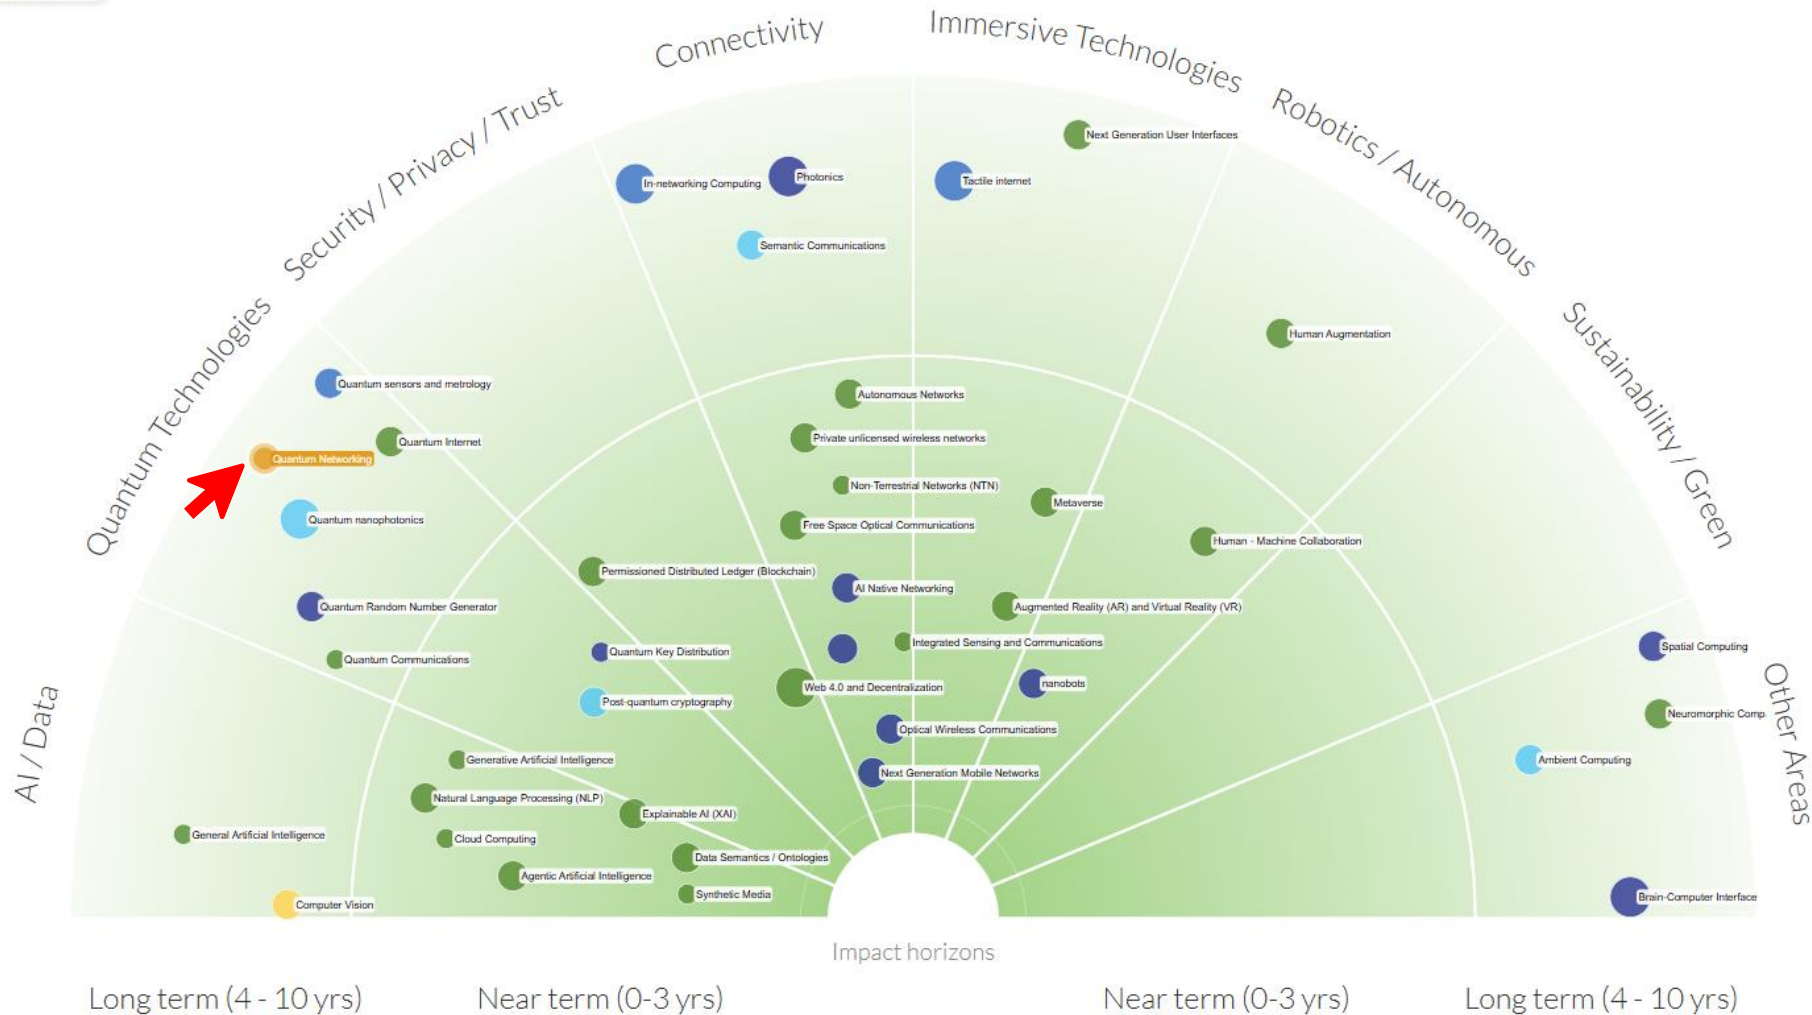 Connectivity
Immersive Technologies
Security / Privacy / Trust
Robotics / Autonomous
Quantum Technologies
Sustainability / Green
AI / Data
Other Areas
Next Generation User Interfaces
In-networking Computing
Photonics
Tactile internet
Semantic Communications
Human Augmentation
Quantum sensors and metrology
Autonomous Networks
Quantum Internet
Private unlicensed wireless networks
Quantum Networking
Non-Terrestrial Networks (NTN)
Metaverse
Quantum nanophotonics
Free Space Optical Communications
Human - Machine Collaboration
Permissioned Distributed Ledger (Blockchain)
AI Native Networking
Quantum Random Number Generator
Augmented Reality (AR) and Virtual Reality (VR)
Integrated Sensing and Communications
Spatial Computing
Quantum Communications
Quantum Key Distribution
Web 4.0 and Decentralization
nanobots
Post-quantum cryptography
Neuromorphic Comp.
Optical Wireless Communications
Generative Artificial Intelligence
Ambient Computing
Next Generation Mobile Networks
Natural Language Processing (NLP)
Explainable AI (XAI)
General Artificial Intelligence
Cloud Computing
Data Semantics / Ontologies
Agentic Artificial Intelligence
Synthetic Media
Computer Vision
Brain-Computer Interface
Impact horizons
Long term (4 - 10 yrs)
Near term (0-3 yrs)
Near term (0-3 yrs)
Long term (4 - 10 yrs)